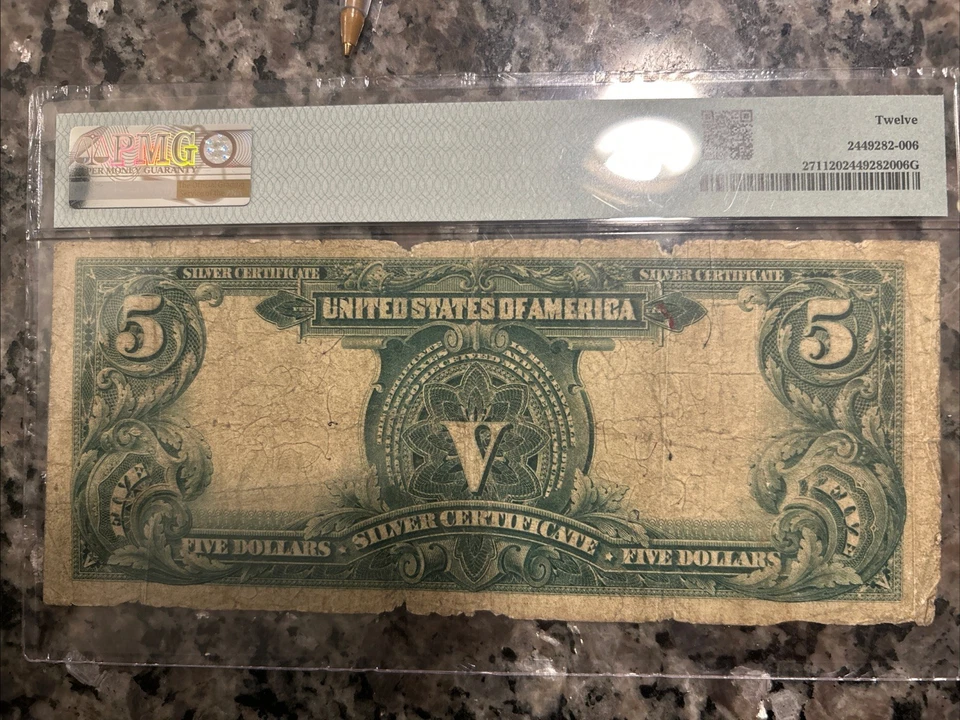 PMG
PER MONEY GUARANTY
Twelve
2449282-006
2711202449282006G
SILVER CERTIFICATE
SILVER CERTIFICATE
5
UNITED STATES OF AMERICA
5
V
FIVE
FIVE
SILVER CERTIFICATE
FIVE DOLLARS
FIVE DOLLARS
V
V